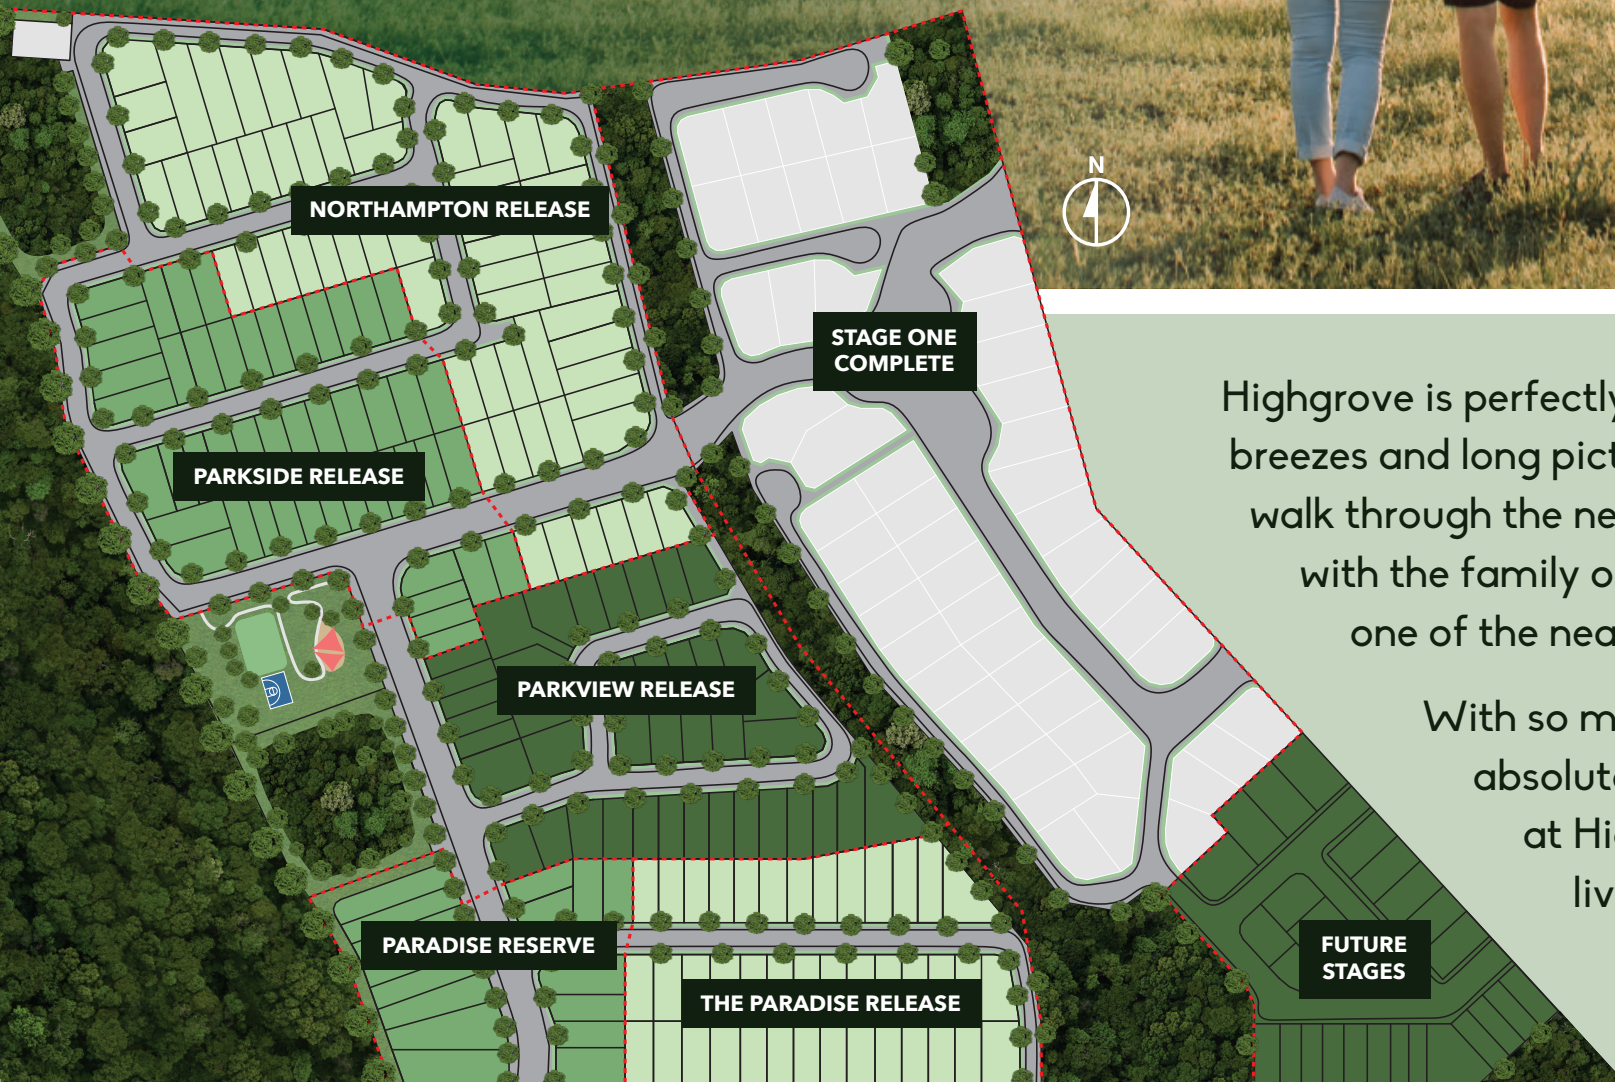 N
NORTHAMPTON RELEASE
STAGE ONE
COMPLETE
PARKSIDE RELEASE
PARKVIEW RELEASE
PARADISE RESERVE
THE PARADISE RELEASE
FUTURE
STAGES
Highgrove is perfectly
breezes and long pict
walk through the ne
with the family o
one of the nea
With so m
absolut
at Hi
liv